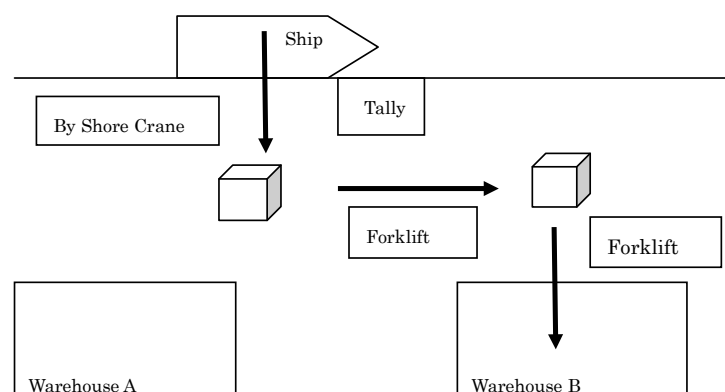 Ship
By Shore Crane
Tally
Forklift
Forklift
Warehouse A
Warehouse B